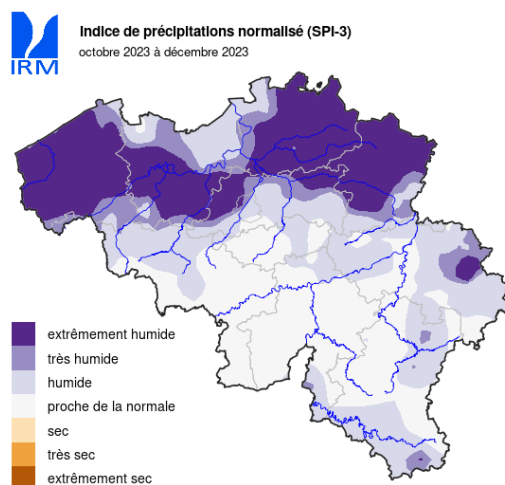 Indice de précipitations normalisé (SPI-3)
octobre 2023 à décembre 2023
IRM
extrêmement humide
très humide
humide
proche de la normale
sec
très sec
extrêmement sec